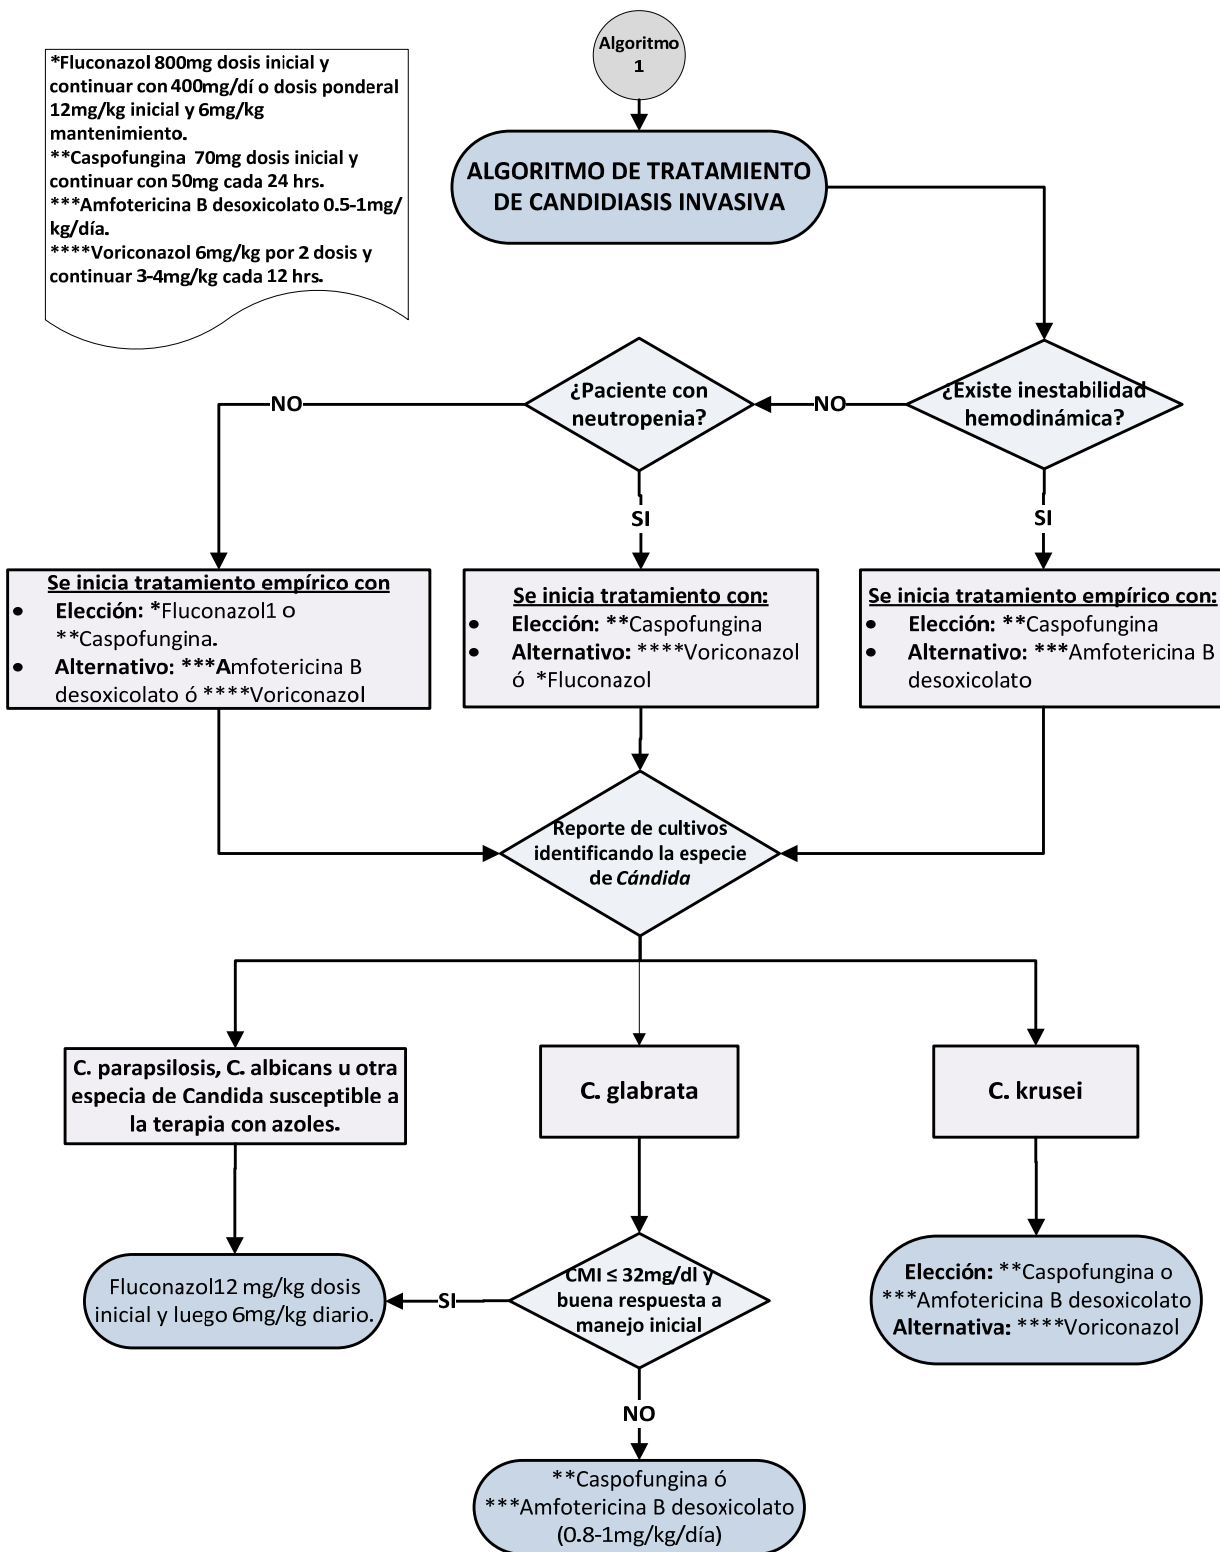 Algoritmo
1
*Fluconazol 800mg dosis inicial y
continuar con 400mg/dí o dosis ponderal
12mg/kg inicial y 6mg/kg
mantenimiento.
**Caspofungina 70mg dosis inicial y
continuar con 50mg cada 24 hrs.
***Amfotericina B desoxicolato 0.5-1mg/
kg/día.
****Voriconazol 6mg/kg por 2 dosis y
continuar 3-4mg/kg cada 12 hrs.
ALGORITMO DE TRATAMIENTO
DE CANDIDIASIS INVASIVA
¿Existe inestabilidad
hemodinámica?
NO
¿Paciente con
neutropenia?
NO
SI
SI
Se inicia tratamiento empírico con
• Elección: *Fluconazol1 o
**Caspofungina.
• Alternativo: ***Amfotericina B
desoxicolato ó ****Voriconazol
Se inicia tratamiento con:
• Elección: **Caspofungina
• Alternativo: ****Voriconazol
ó *Fluconazol
Se inicia tratamiento empírico con:
• Elección: **Caspofungina
• Alternativo: ***Amfotericina B
desoxicolato
Reporte de cultivos
identificando la especie
de Cándida
C. parapsilosis, C. albicans u otra
especia de Candida susceptible a
la terapia con azoles.
C. glabrata
C. krusei
Fluconazol12 mg/kg dosis
inicial y luego 6mg/kg diario.
SI
CMI ≤ 32mg/dl y
buena respuesta a
manejo inicial
Elección: **Caspofungina o
***Amfotericina B desoxicolato
Alternativa: ****Voriconazol
NO
**Caspofungina ó
***Amfotericina B desoxicolato
(0.8-1mg/kg/día)